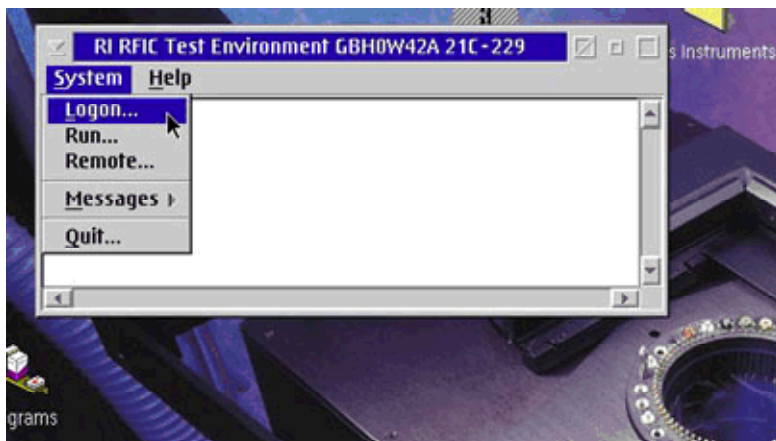 RI RFIC Test Environment GBH0W42A 21C-229
s Instruments
System Help
Logon...
Run...
Remote...
Messages
Quit...
grams